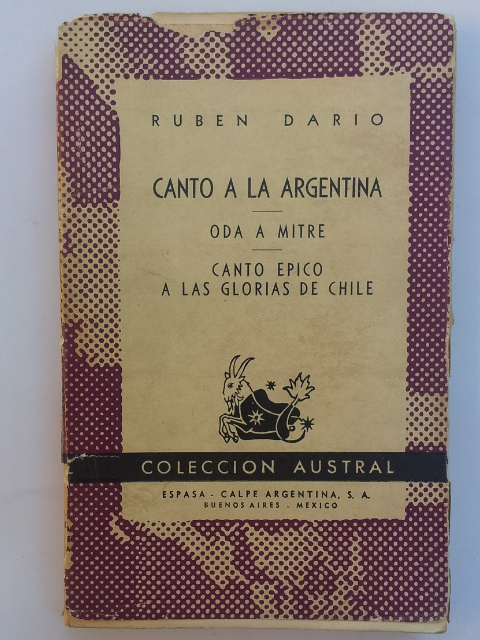 RUBEN DARIO
CANTO A LA ARGENTINA
ODA A MITRE
CANTO EPICO
A LAS GLORIAS DE CHILE
COLECCION AUSTRAL
ESPASA - CALPE ARGENTINA, S. A.
BUENOS AIRES . MEXICO